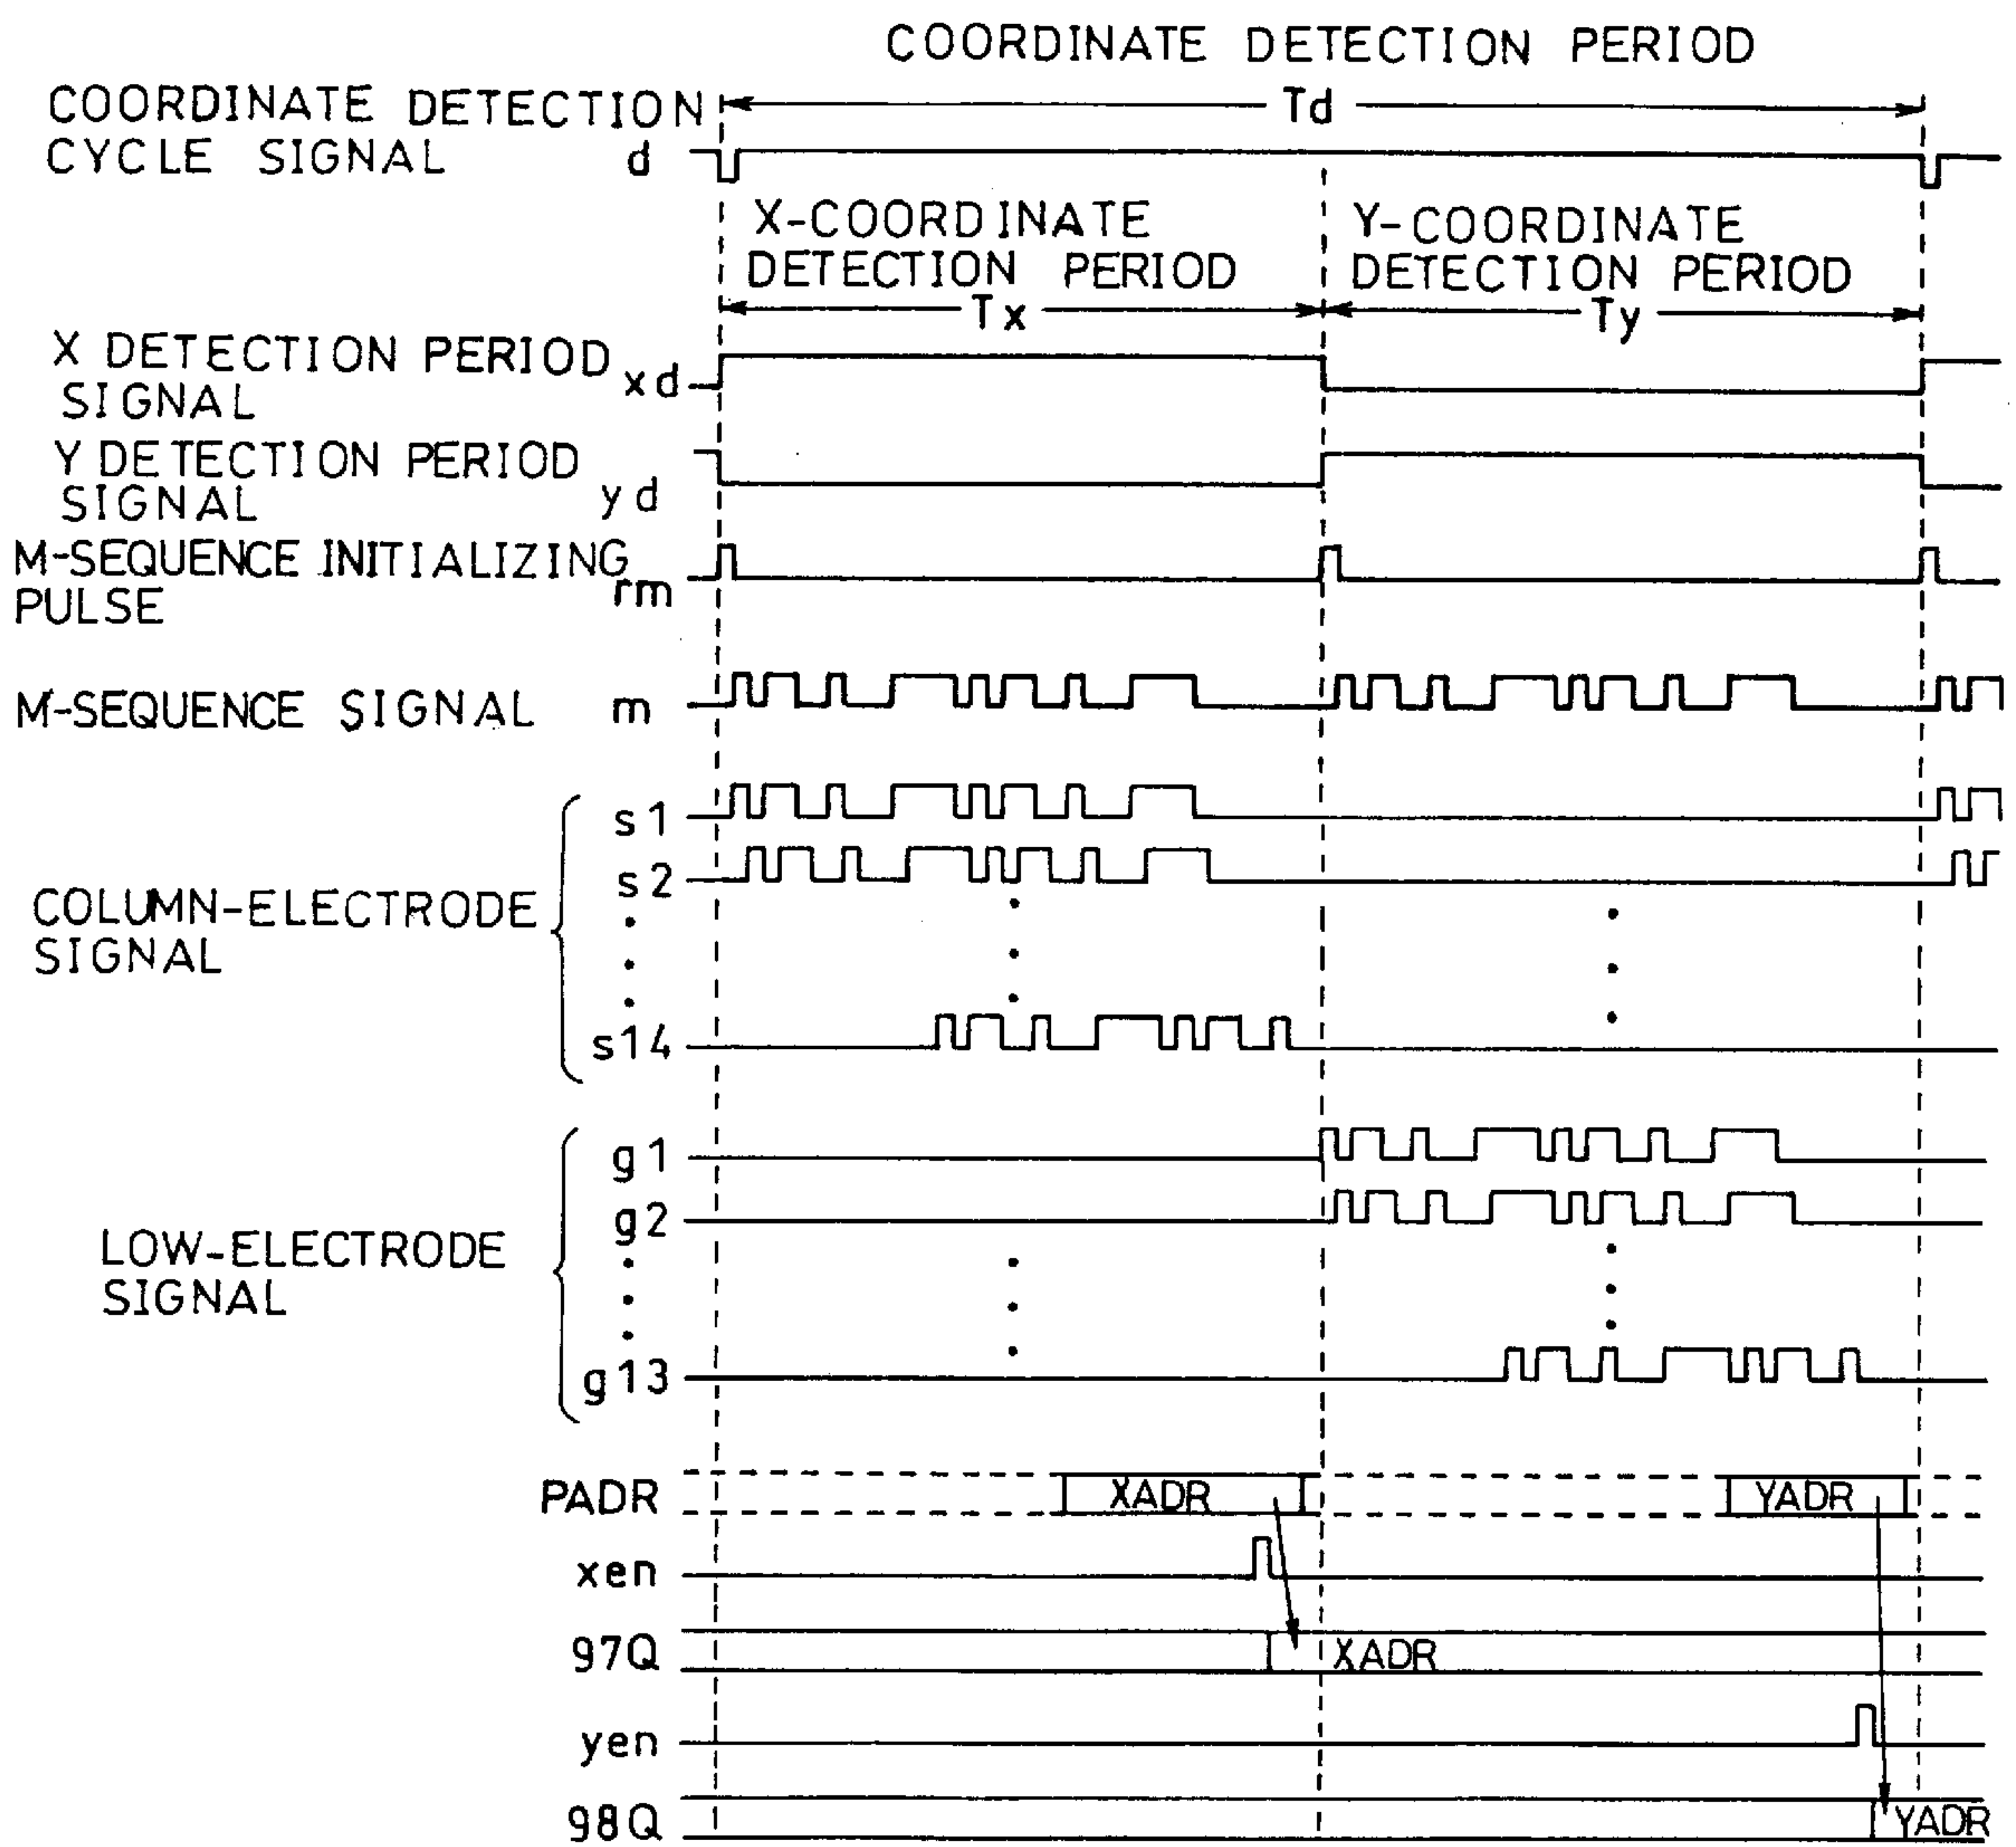 COORDINATE DETECTION PERIOD
COORDINATE DETECTION
CYCLE SIGNAL
d
Td
X-COORDINATE
DETECTION PERIOD
Tx
Y-COORDINATE
DETECTION PERIOD
Ty
X DETECTION PERIOD
SIGNAL
xd
Y DETECTION PERIOD
SIGNAL
yd
M-SEQUENCE INITIALIZING
PULSE
rm
M-SEQUENCE SIGNAL m
COLUMN-ELECTRODE
SIGNAL
s1
s2
s14
LOW-ELECTRODE
SIGNAL
g1
g2
g13
PADR XADR YADR
xen
97Q XADR
yen
98Q YADR